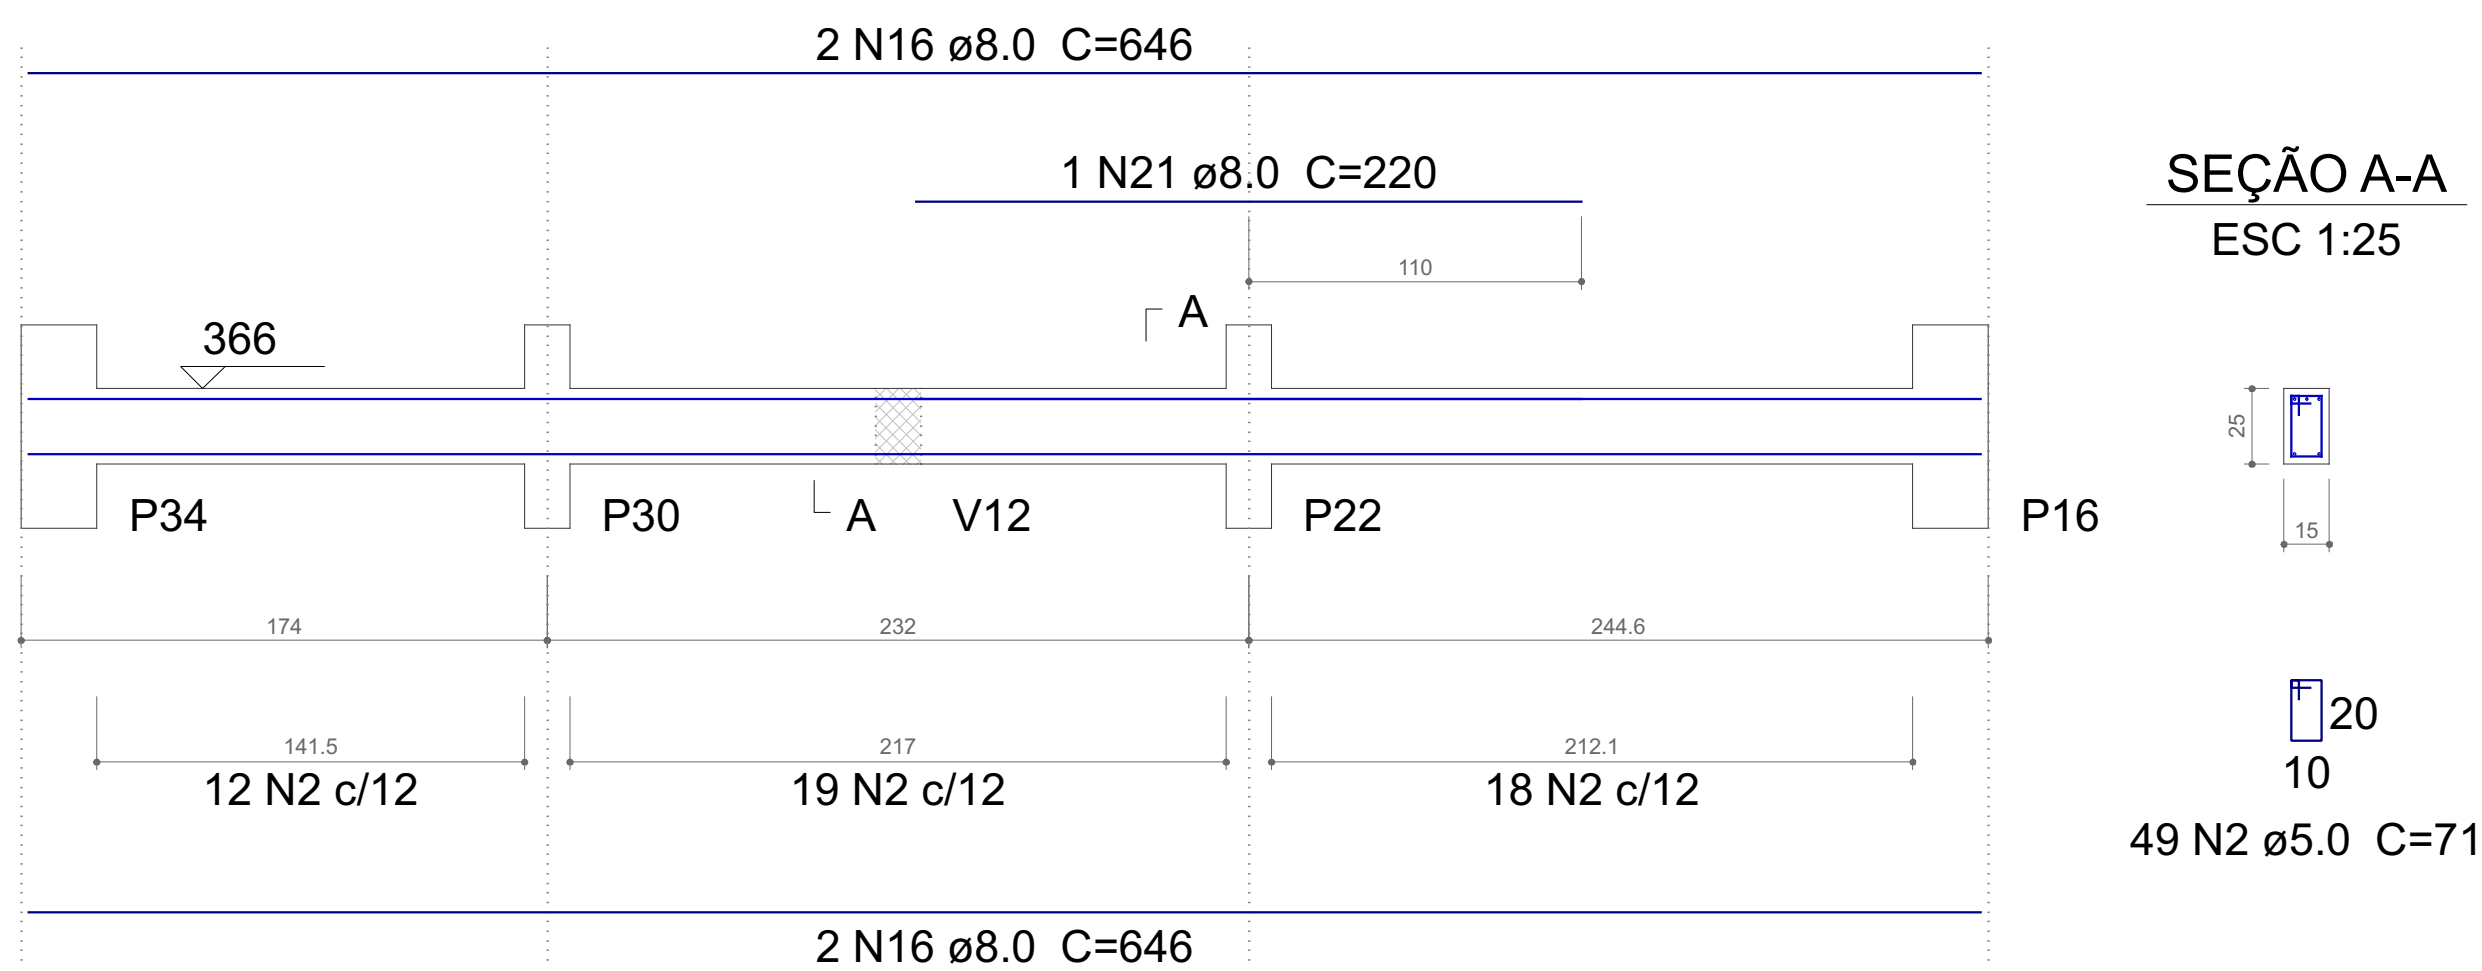 2 N16 ø8.0 C=646
1 N21 ø8.0 C=220
SEÇÃO A-A
ESC 1:25
110
A
366
25
P34
P30
A
V12
P22
P16
15
174
232
244.6
20
141.5
217
212.1
10
12 N2 c/12
19 N2 c/12
18 N2 c/12
49 N2 ø5.0 C=71
2 N16 ø8.0 C=646